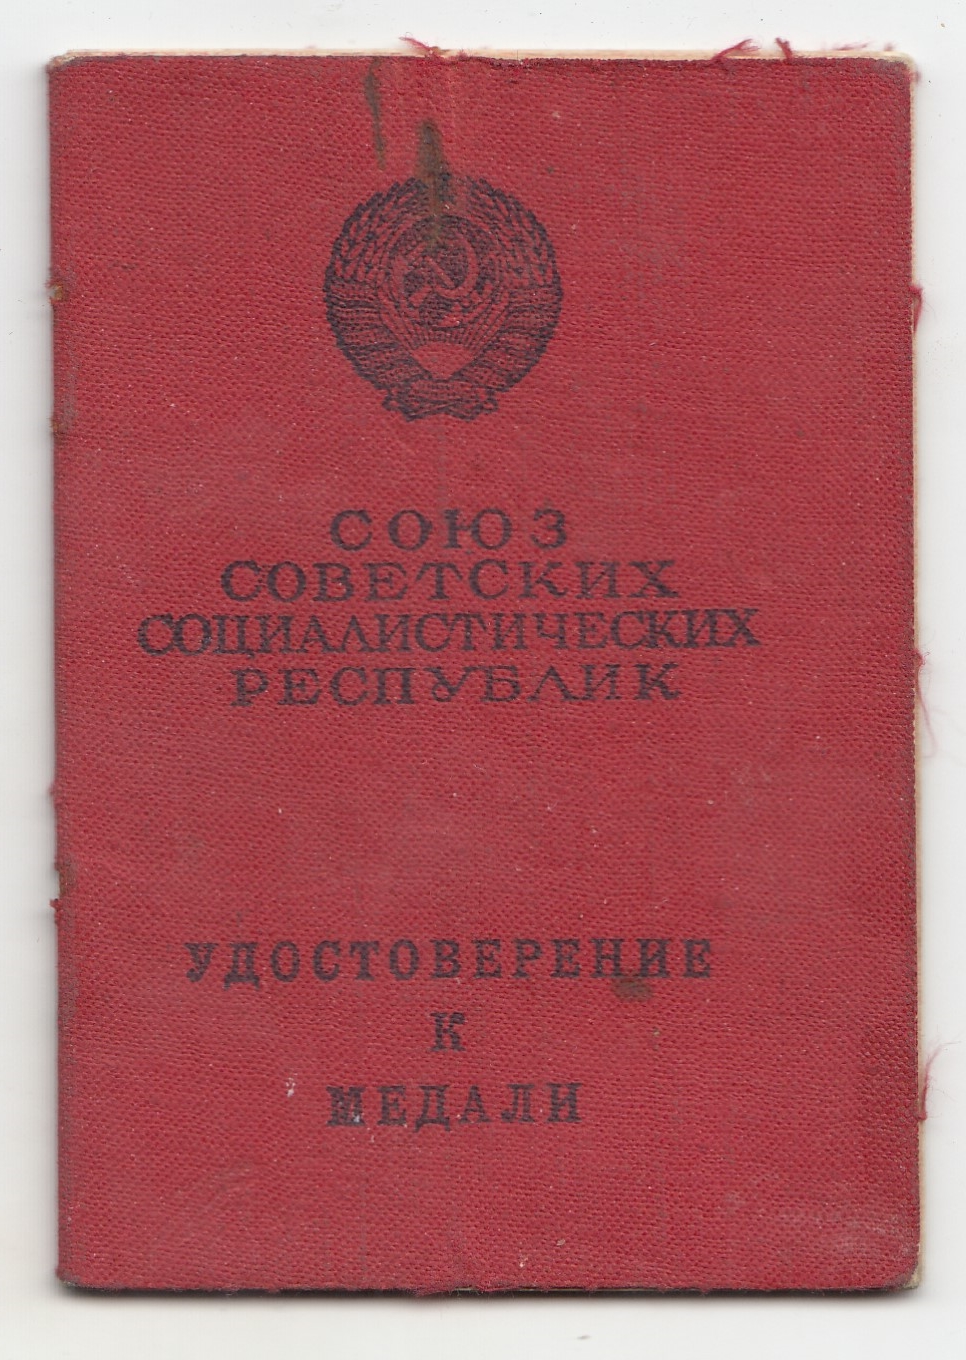 СОЮЗ
СОВЕТСКИХ
СОЦИАЛИСТИЧЕСКИХ
РЕСПУБЛИК
УДОСТОВЕРЕНИЕ
К
МЕДАЛИ